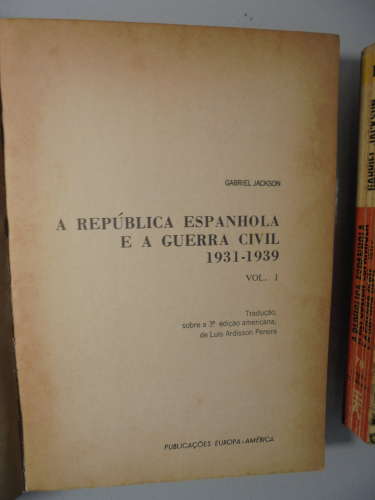 GABRIEL JACKSON
A REPÚBLICA ESPANHOLA
E A GUERRA CIVIL
1931-1939
VOL. I
Tradução,
sobre a 3ª edição americana,
de Luis Ardisson Pereira
PUBLICAÇÕES EUROPA-AMÉRICA